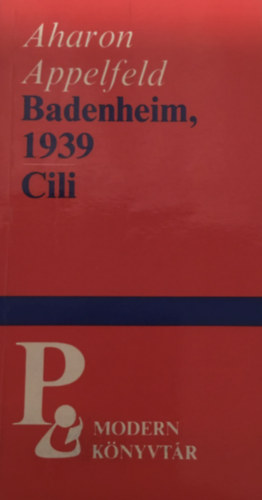 Aharon
Appelfeld
Badenheim,
1939
Cili
P
MODERN
KÖNYVTÁR